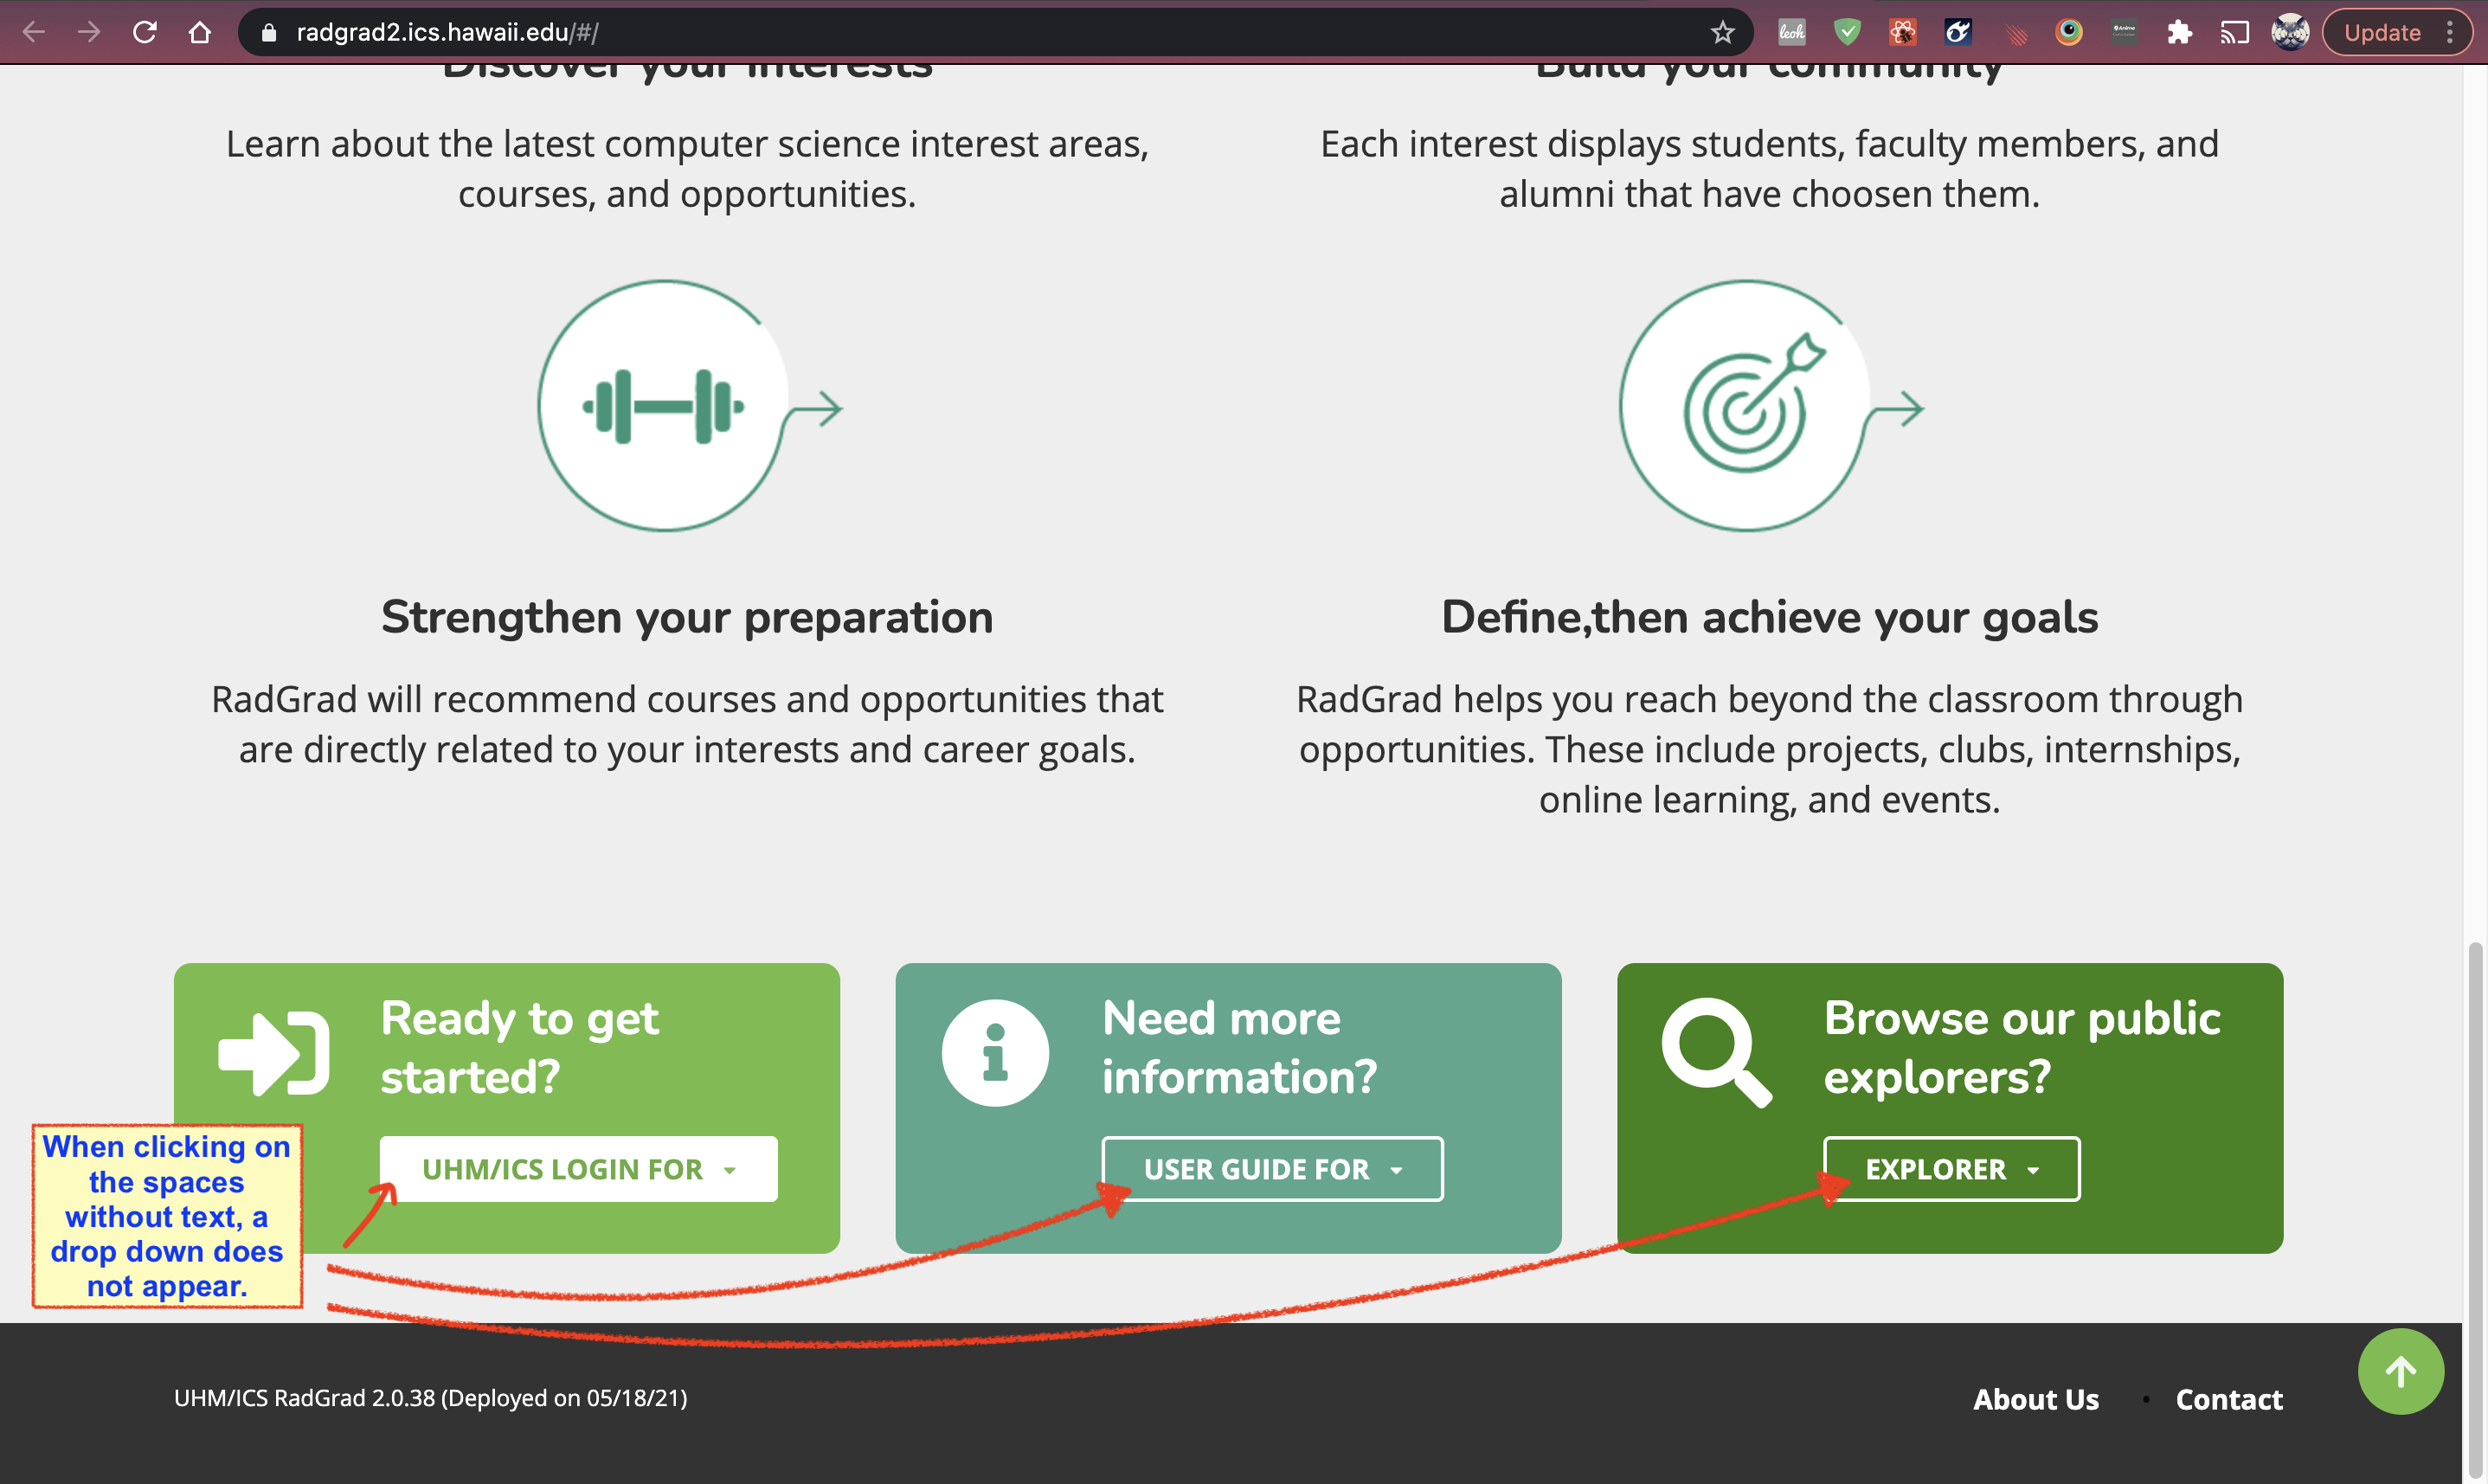 radgrad2.ics.hawaii.edu/#/
leoh
Update
Discover your interests
Build your community
Learn about the latest computer science interest areas,
courses, and opportunities.
Each interest displays students, faculty members, and
alumni that have choosen them.
Strengthen your preparation
Define,then achieve your goals
RadGrad will recommend courses and opportunities that
are directly related to your interests and career goals.
RadGrad helps you reach beyond the classroom through
opportunities. These include projects, clubs, internships,
online learning, and events.
Ready to get
started?
UHM/ICS LOGIN FOR
Need more
information?
USER GUIDE FOR
Browse our public
explorers?
EXPLORER
When clicking on
the spaces
without text, a
drop down does
not appear.
UHM/ICS RadGrad 2.0.38 (Deployed on 05/18/21)
About Us • Contact